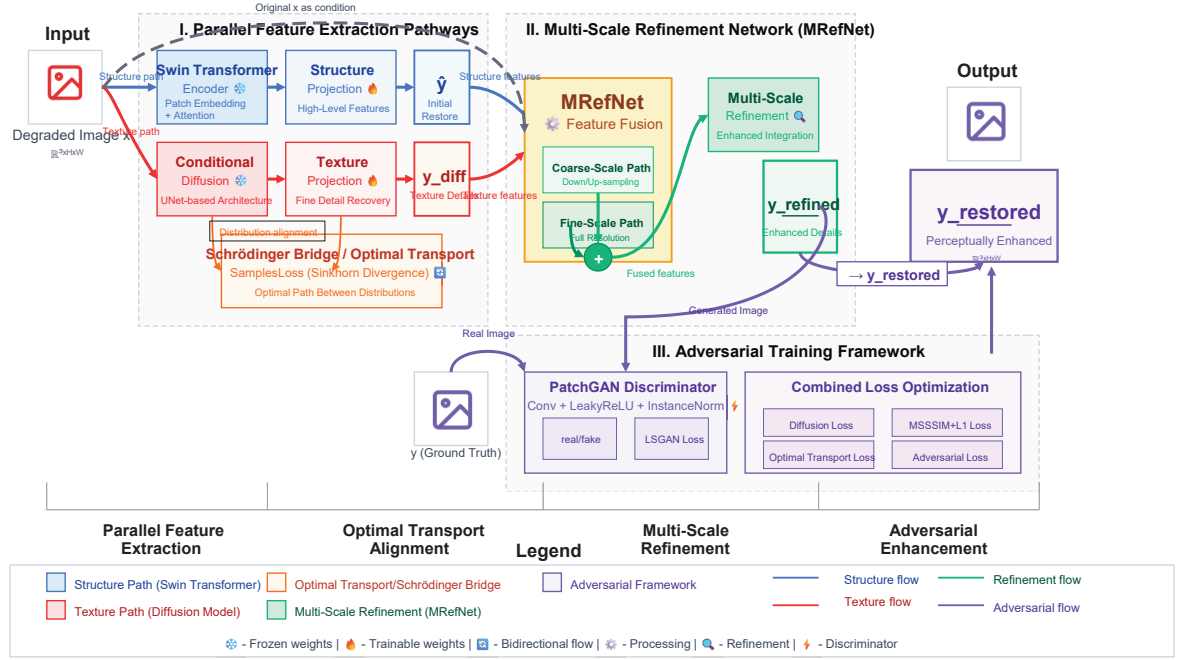 Original x as condition
Input
I. Parallel Feature Extraction Pathways
II. Multi-Scale Refinement Network (MRefNet)
Structure path
Swin Transformer
Encoder ❄️
Patch Embedding
+ Attention
Structure
Projection 🔥
High-Level Features
ŷ
Initial
Restore
Structure features
Degraded Image x
ℝ³ˣᴴˣᵂ
Texture path
Conditional
Diffusion ❄️
UNet-based Architecture
Texture
Projection 🔥
Fine Detail Recovery
y_diff
Texture Details
Texture features
Distribution alignment
Schrödinger Bridge / Optimal Transport
SamplesLoss (Sinkhorn Divergence) 🔄
Optimal Path Between Distributions
MRefNet
⚙️ Feature Fusion
Coarse-Scale Path
Down/Up-sampling
Fine-Scale Path
Full Resolution
+
Fused features
Multi-Scale
Refinement 🔍
Enhanced Integration
y_refined
Enhanced Details
Output
y_restored
Perceptually Enhanced
ℝ³ˣᴴˣᵂ
→ y_restored
Generated Image
Real Image
y (Ground Truth)
III. Adversarial Training Framework
PatchGAN Discriminator
Conv + LeakyReLU + InstanceNorm ⚡
real/fake
LSGAN Loss
Combined Loss Optimization
Diffusion Loss
MSSSIM+L1 Loss
Optimal Transport Loss
Adversarial Loss
Parallel Feature
Extraction
Optimal Transport
Alignment
Multi-Scale
Refinement
Adversarial
Enhancement
Legend
Structure Path (Swin Transformer)
Optimal Transport/Schrödinger Bridge
Adversarial Framework
Structure flow
Refinement flow
Texture Path (Diffusion Model)
Multi-Scale Refinement (MRefNet)
Texture flow
Adversarial flow
❄️ - Frozen weights | 🔥 - Trainable weights | 🔄 - Bidirectional flow | ⚙️ - Processing | 🔍 - Refinement | ⚡ - Discriminator